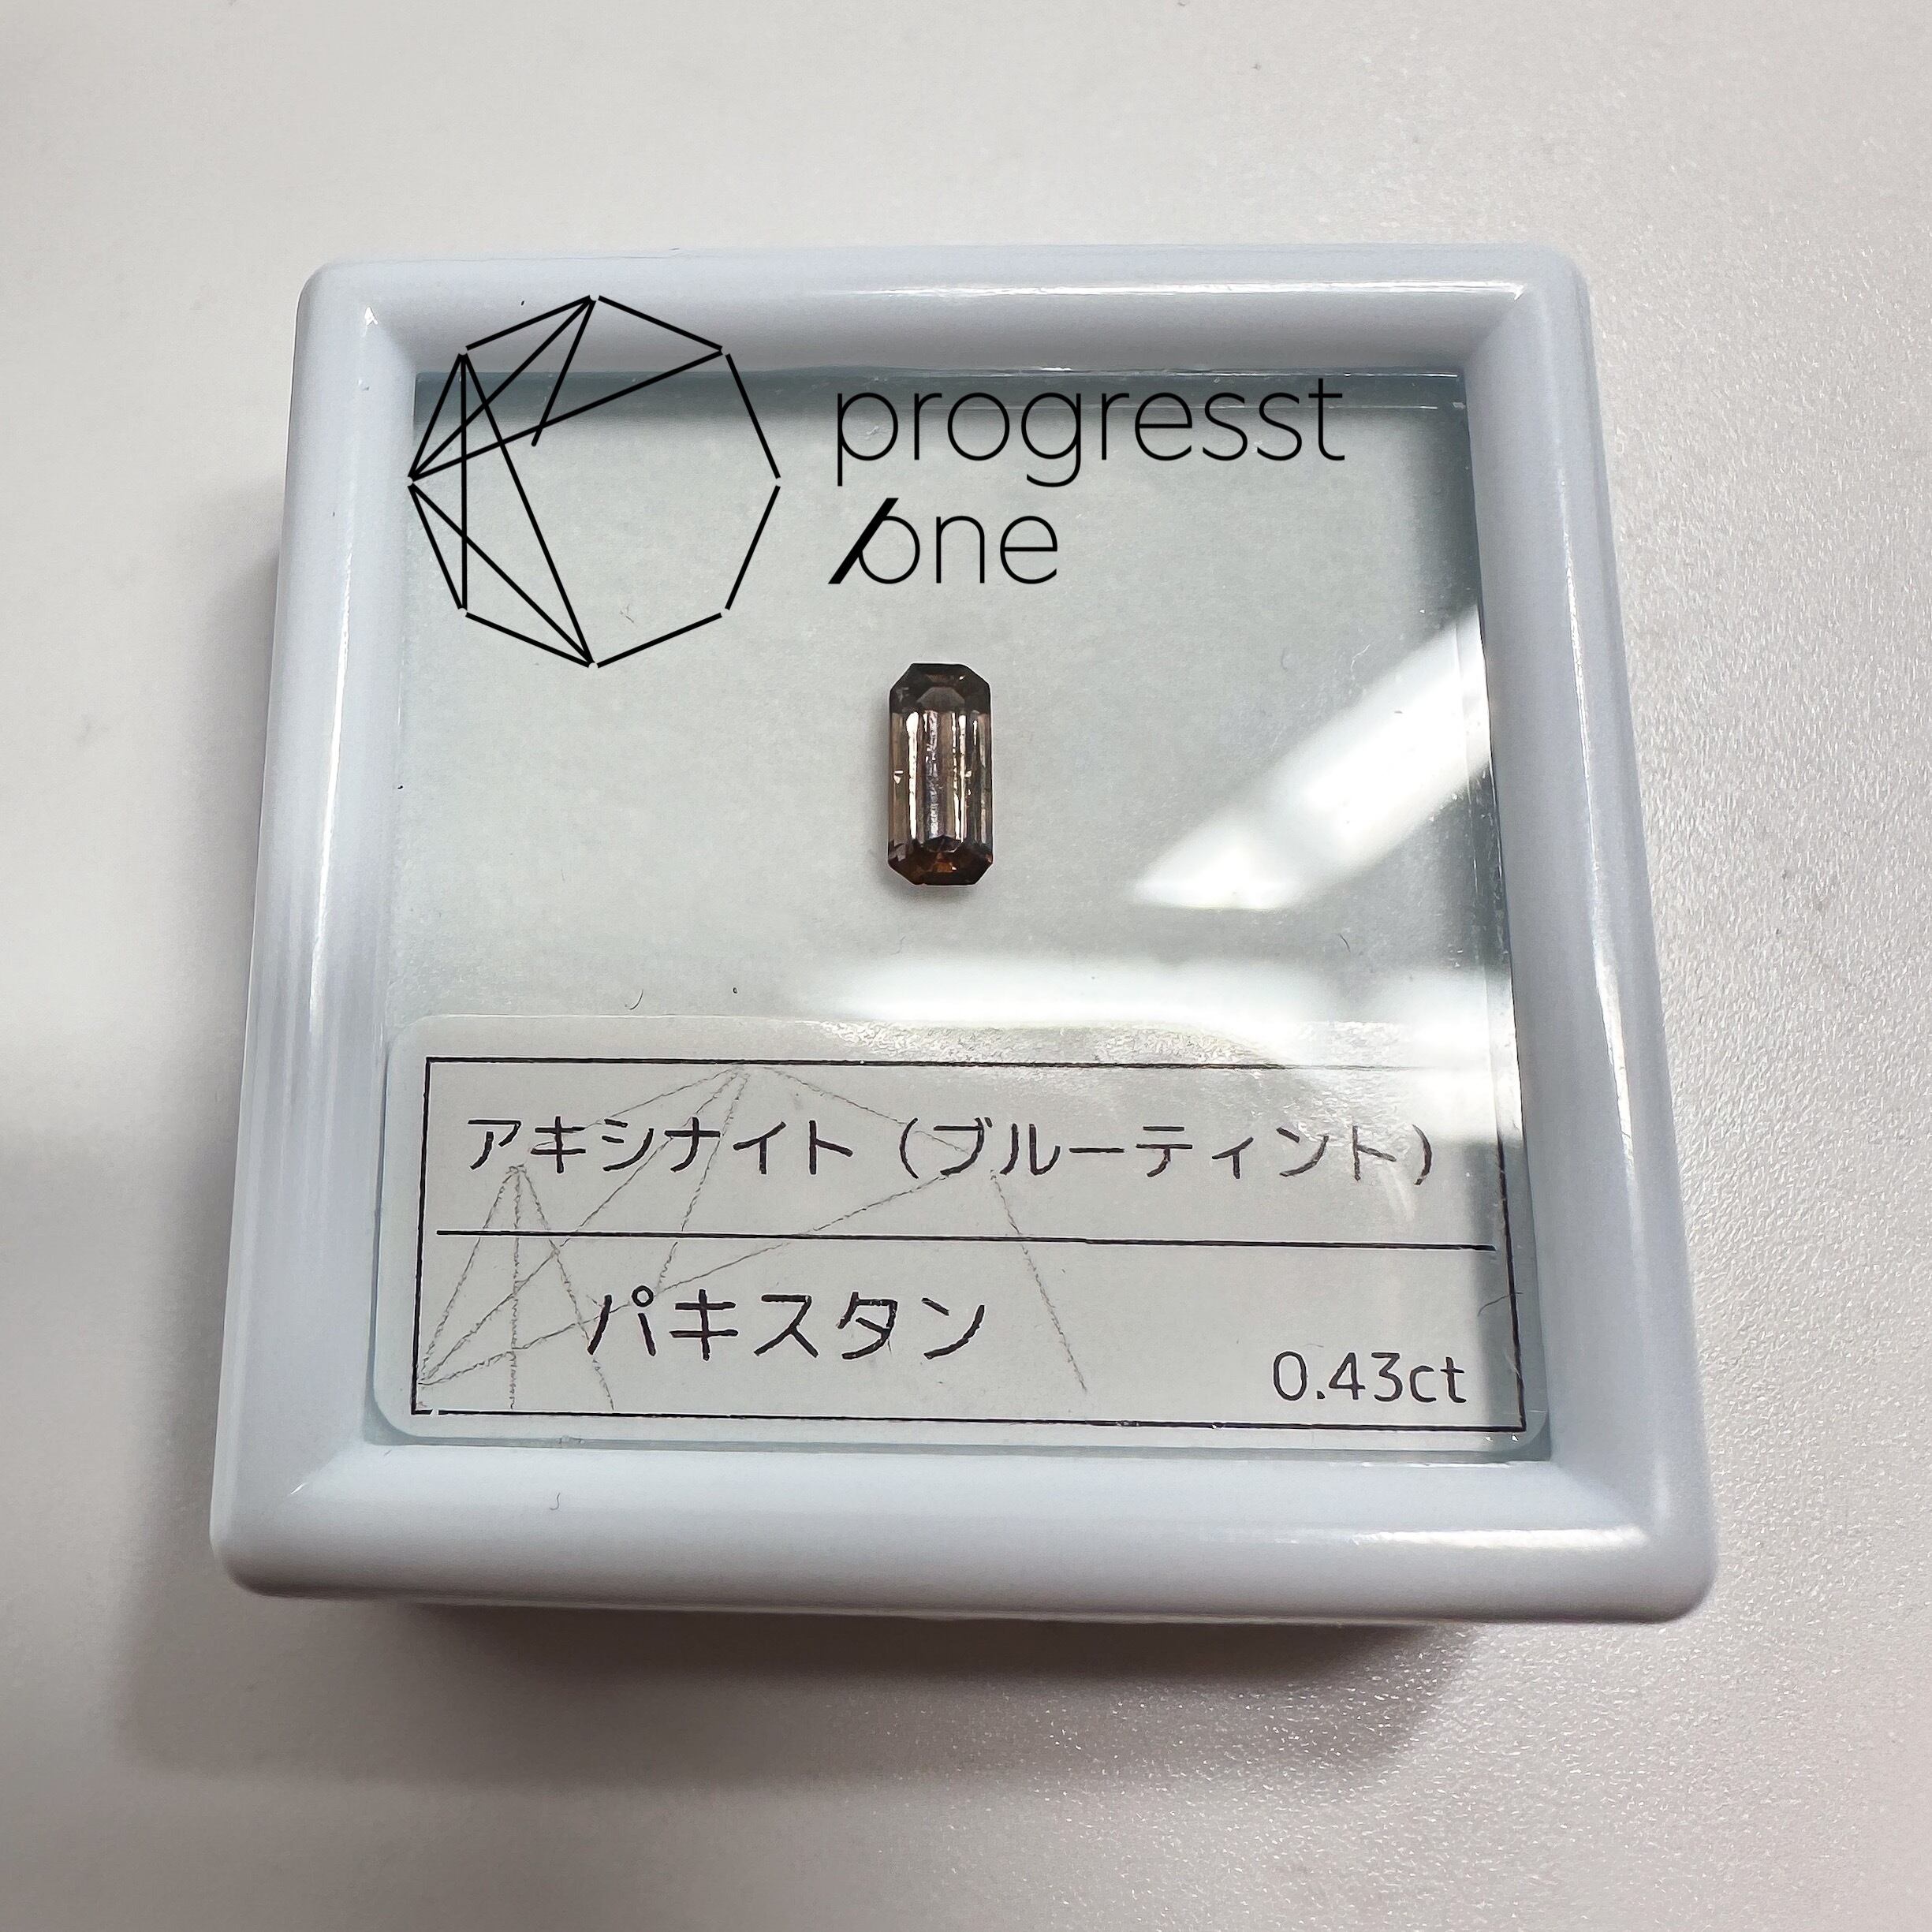 progresst
one
アキシナイト（ブルーティント）
パキスタン
0.43ct